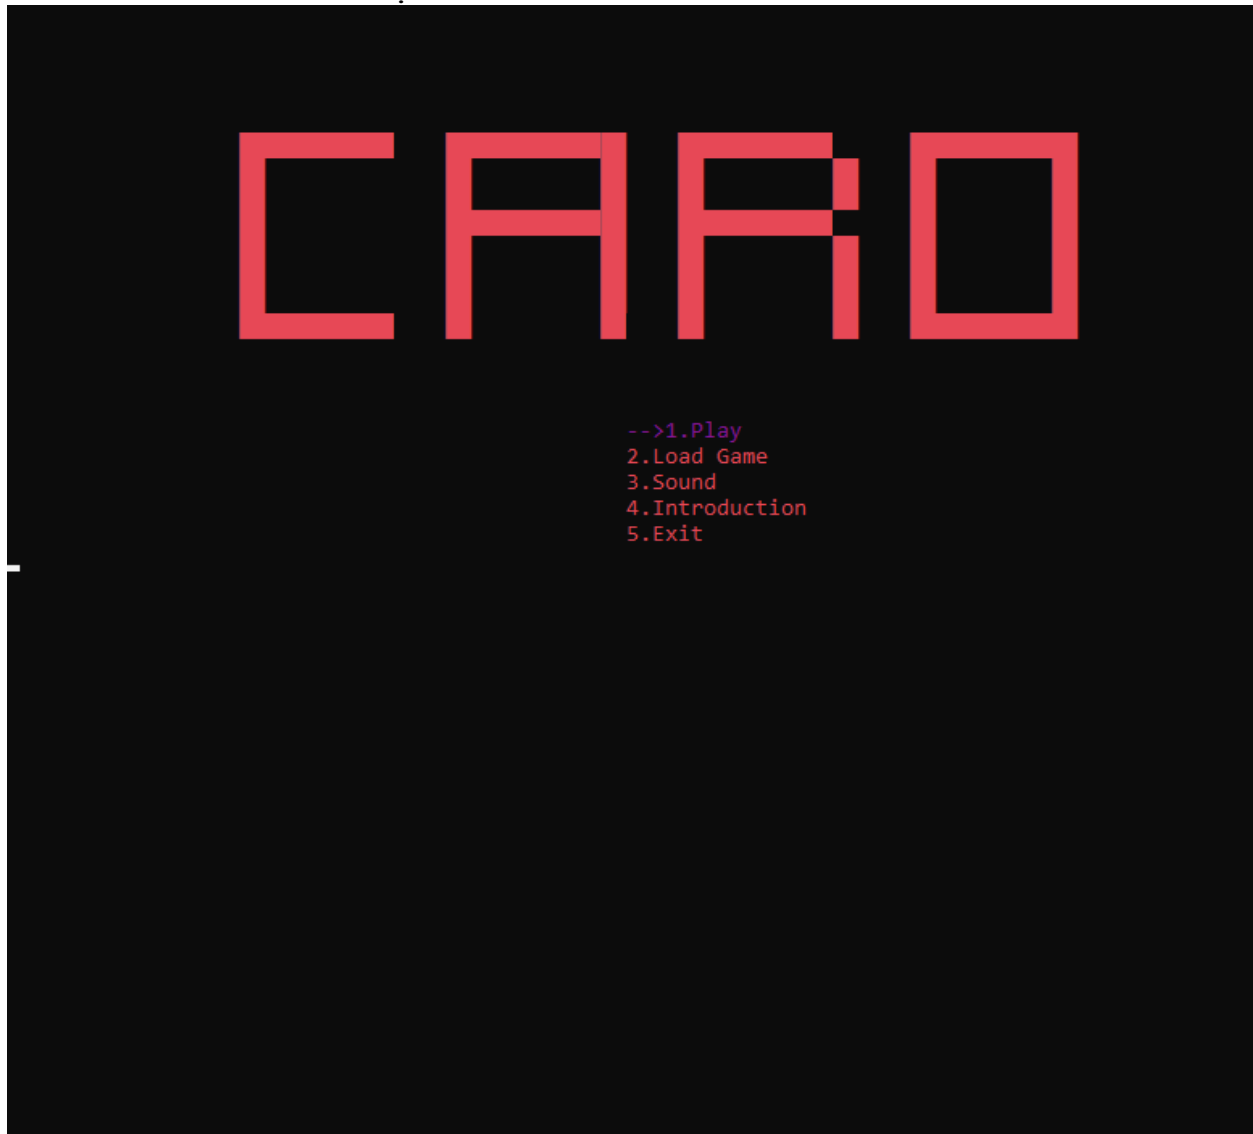 CARO
-->1.Play
2.Load Game
3.Sound
4.Introduction
5.Exit